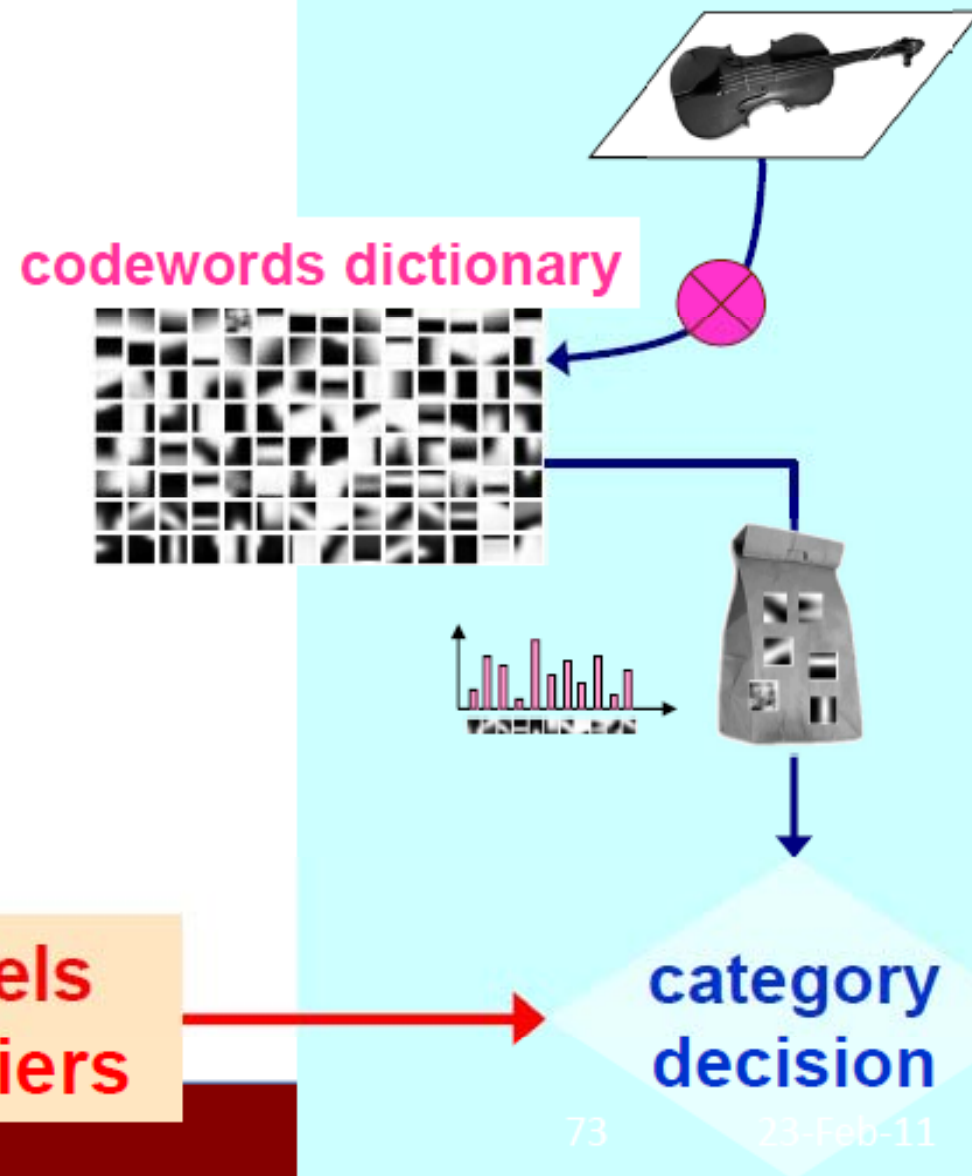 codewords dictionary
els
iers
category
decision
73
23-Feb-11